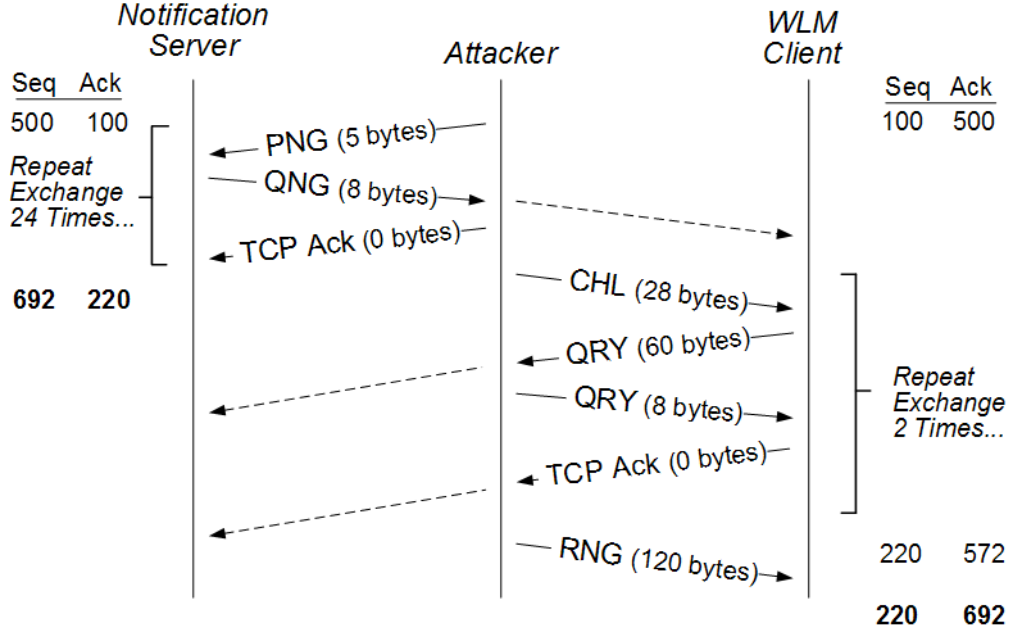 Notification
Server
Attacker
WLM
Client
Seq Ack
500 100
Seq Ack
100 500
PNG (5 bytes)
Repeat
Exchange
24 Times...
QNG (8 bytes)
TCP Ack (0 bytes)
692 220
CHL (28 bytes)
QRY (60 bytes)
QRY (8 bytes)
Repeat
Exchange
2 Times...
TCP Ack (0 bytes)
RNG (120 bytes)
220 572
220 692